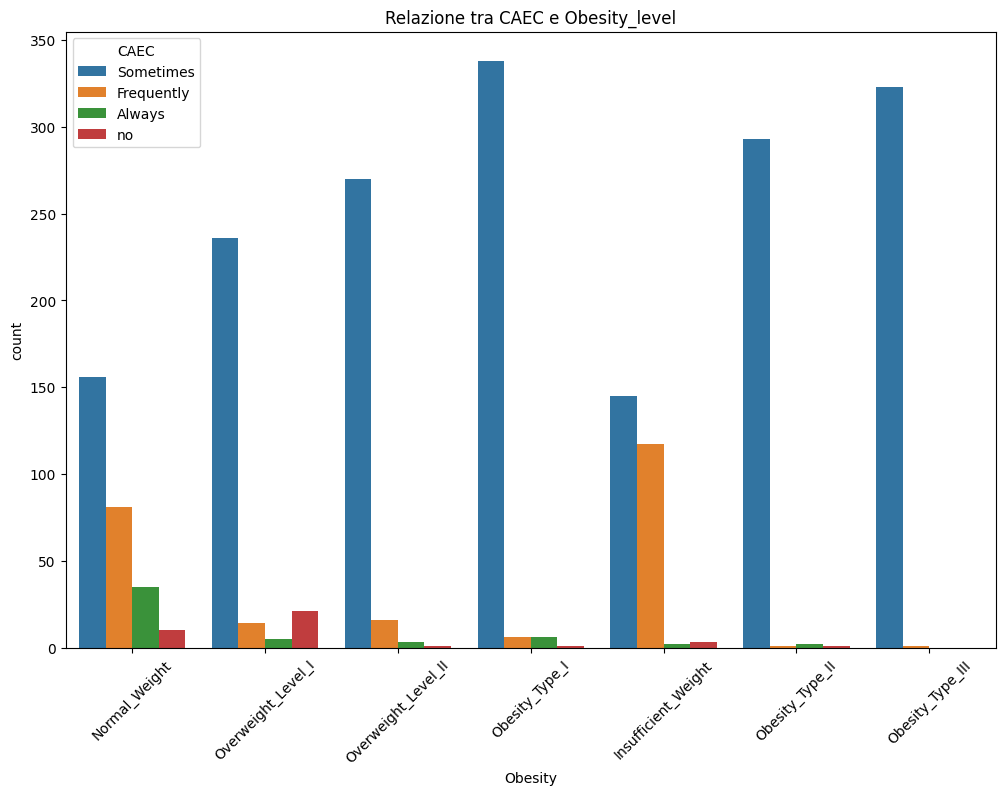 Relazione tra CAEC e Obesity_level
CAEC
Sometimes
Frequently
Always
no
count
350
300
250
200
150
100
50
0
Normal_Weight
Overweight_Level_I
Overweight_Level_II
Obesity_Type_I
Insufficient_Weight
Obesity_Type_II
Obesity_Type_III
Obesity